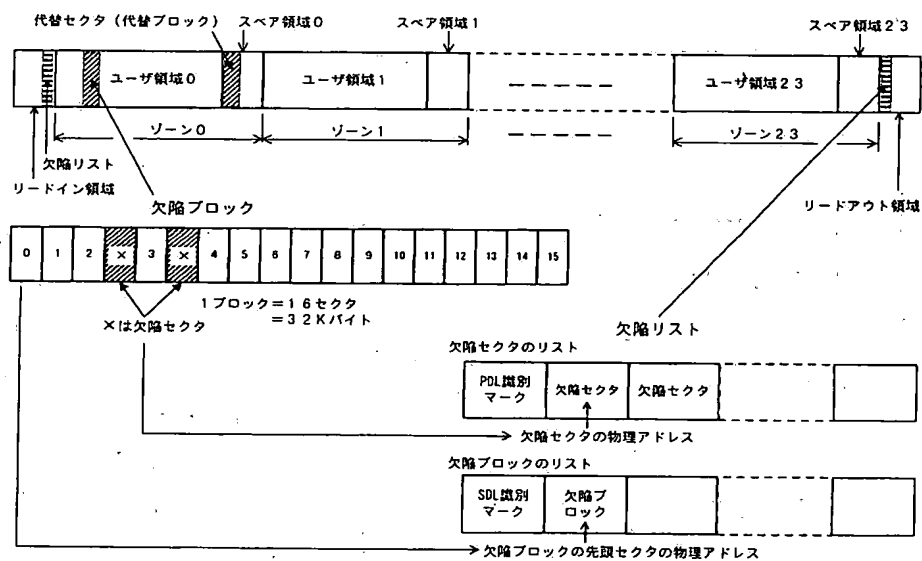 代替セクタ(代替ブロック) スペア領域0
スペア領域1
スペア領域23
ユーザ領域0
ユーザ領域1
ユーザ領域23
ゾーン0
ゾーン1
ゾーン23
欠陥リスト
リードイン領域
リードアウト領域
欠陥ブロック
0 1 2 × 3 × 4 5 6 7 8 9 10 11 12 13 14 15
1ブロック=16セクタ
=32Kバイト
×は欠陥セクタ
欠陥リスト
欠陥セクタのリスト
PDL識別
マーク
欠陥セクタ
欠陥セクタ
欠陥セクタの物理アドレス
欠陥ブロックのリスト
SDL識別
マーク
欠陥ブ
ロック
欠陥ブロックの先頭セクタの物理アドレス